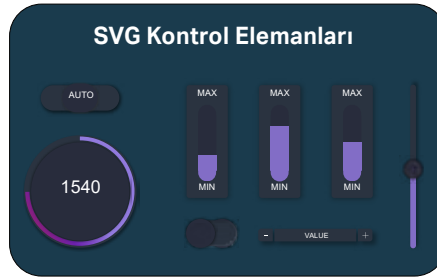 SVG Kontrol Elemanları
AUTO
1540
MAX
MIN
MAX
MIN
MAX
MIN
- VALUE +